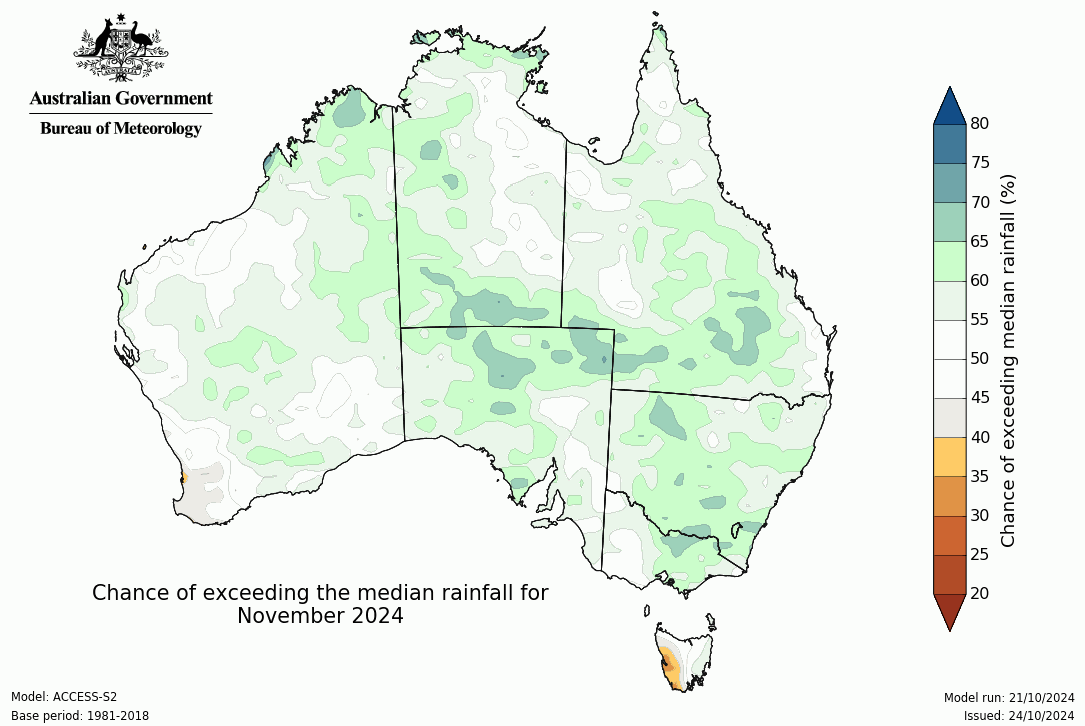 AUSTRALIA
Australian Government
Bureau of Meteorology
80
75
70
65
60
55
50
45
40
35
30
25
20
Chance of exceeding median rainfall (%)
Chance of exceeding the median rainfall for
November 2024
Model: ACCESS-S2
Base period: 1981-2018
Model run: 21/10/2024
Issued: 24/10/2024